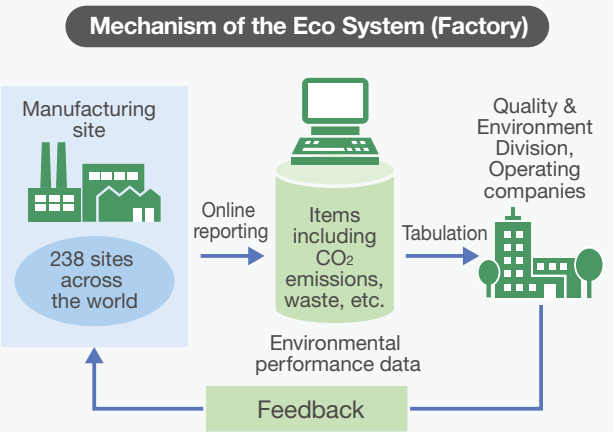 Mechanism of the Eco System (Factory)
Manufacturing
site
238 sites
across
the world
Online
reporting
Items
including
CO₂
emissions,
waste, etc.
Environmental
performance data
Tabulation
Quality &
Environment
Division,
Operating
companies
Feedback